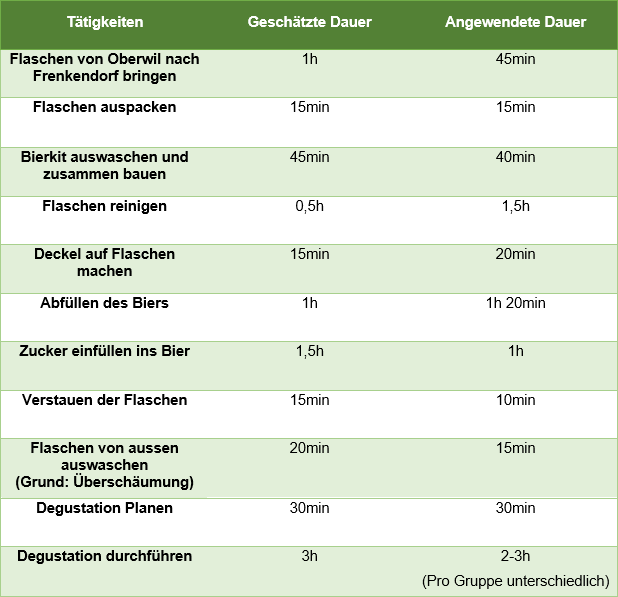 Tätigkeiten Geschätzte Dauer Angewendete Dauer
Flaschen von Oberwil nach 1h 45min
Frenkendorf bringen
Flaschen auspacken 15min 15min
Bierkit auswaschen und 45min 40min
zusammen bauen
Flaschen reinigen 0,5h 1,5h
Deckel auf Flaschen 15min 20min
machen
Abfüllen des Biers 1h 1h 20min
Zucker einfüllen ins Bier 1,5h 1h
Verstauen der Flaschen 15min 10min
Flaschen von aussen 20min 15min
auswaschen
(Grund: Überschäumung)
Degustation Planen 30min 30min
Degustation durchführen 3h 2-3h
(Pro Gruppe unterschiedlich)